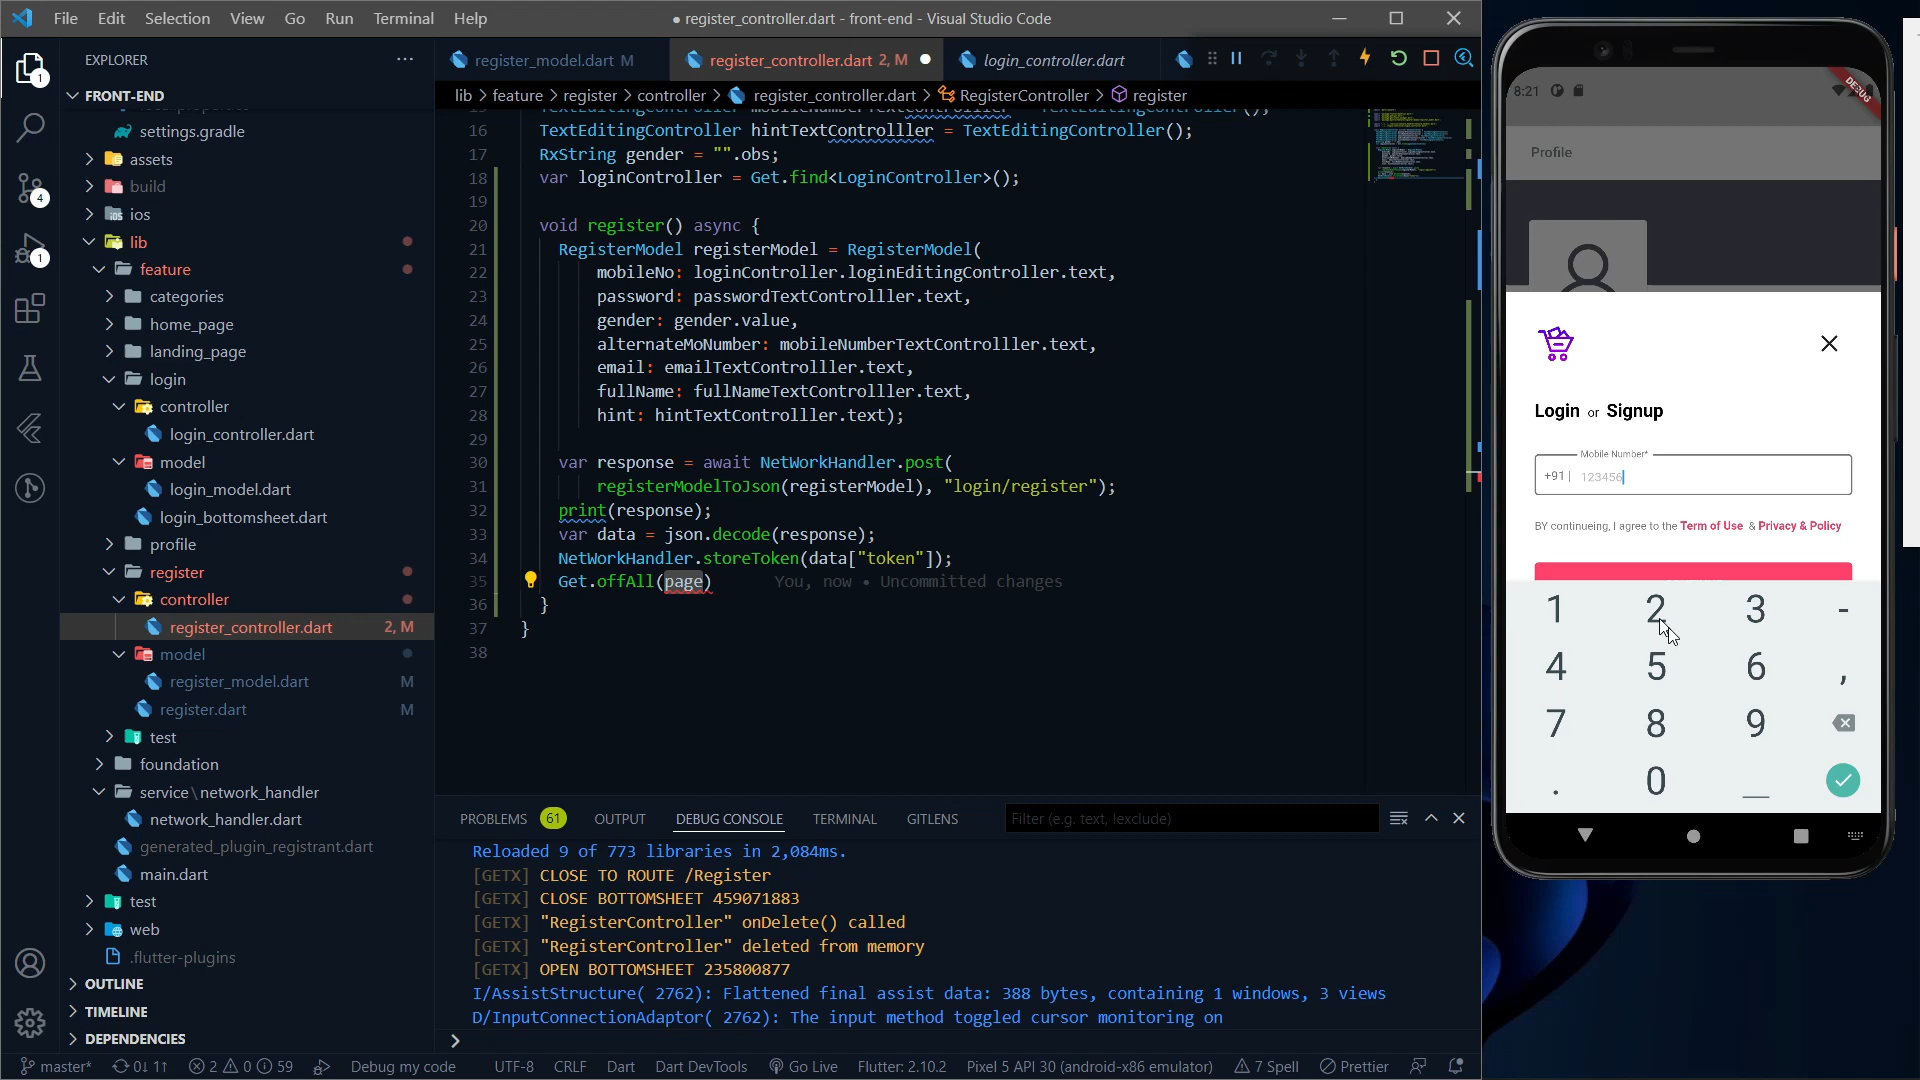 File Edit Selection View Go Run Terminal Help
● register_controller.dart - front-end - Visual Studio Code
EXPLORER
FRONT-END
settings.gradle
assets
build
ios
lib
feature
categories
home_page
landing_page
login
controller
login_controller.dart
model
login_model.dart
login_bottomsheet.dart
profile
register
controller
register_controller.dart 2, M
model
register_model.dart M
register.dart M
test
foundation
service\network_handler
network_handler.dart
generated_plugin_registrant.dart
main.dart
test
web
.flutter-plugins
OUTLINE
TIMELINE
DEPENDENCIES
1
4
1
register_model.dart M
register_controller.dart 2, M
login_controller.dart
lib > feature > register > controller > register_controller.dart > RegisterController > register
16 TextEditingController hintTextControlller = TextEditingController();
17 RxString gender = "".obs;
18 var loginController = Get.find<LoginController>();
19
20 void register() async {
21 RegisterModel registerModel = RegisterModel(
22 mobileNo: loginController.loginEditingController.text,
23 password: passwordTextControlller.text,
24 gender: gender.value,
25 alternateMoNumber: mobileNumberTextControlller.text,
26 email: emailTextControlller.text,
27 fullName: fullNameTextControlller.text,
28 hint: hintTextControlller.text);
29
30 var response = await NetWorkHandler.post(
31 registerModelToJson(registerModel), "login/register");
32 print(response);
33 var data = json.decode(response);
34 NetWorkHandler.storeToken(data["token"]);
35 Get.offAll(page) You, now • Uncommitted changes
36 }
37 }
38
PROBLEMS 61 OUTPUT DEBUG CONSOLE TERMINAL GITLENS Filter (e.g. text, !exclude)
Reloaded 9 of 773 libraries in 2,084ms.
[GETX] CLOSE TO ROUTE /Register
[GETX] CLOSE BOTTOMSHEET 459071883
[GETX] "RegisterController" onDelete() called
[GETX] "RegisterController" deleted from memory
[GETX] OPEN BOTTOMSHEET 235800877
I/AssistStructure( 2762): Flattened final assist data: 388 bytes, containing 1 windows, 3 views
D/InputConnectionAdaptor( 2762): The input method toggled cursor monitoring on
master* 0↓ 1↑ 2 0 59 Debug my code UTF-8 CRLF Dart Dart DevTools Go Live Flutter: 2.10.2 Pixel 5 API 30 (android-x86 emulator) 7 Spell Prettier
8:21
DEBUG
Profile
Login or Signup
Mobile Number*
+91 | 123456
BY continueing, I agree to the Term of Use & Privacy & Policy
1 2 3 -
4 5 6 ,
7 8 9
. 0 _